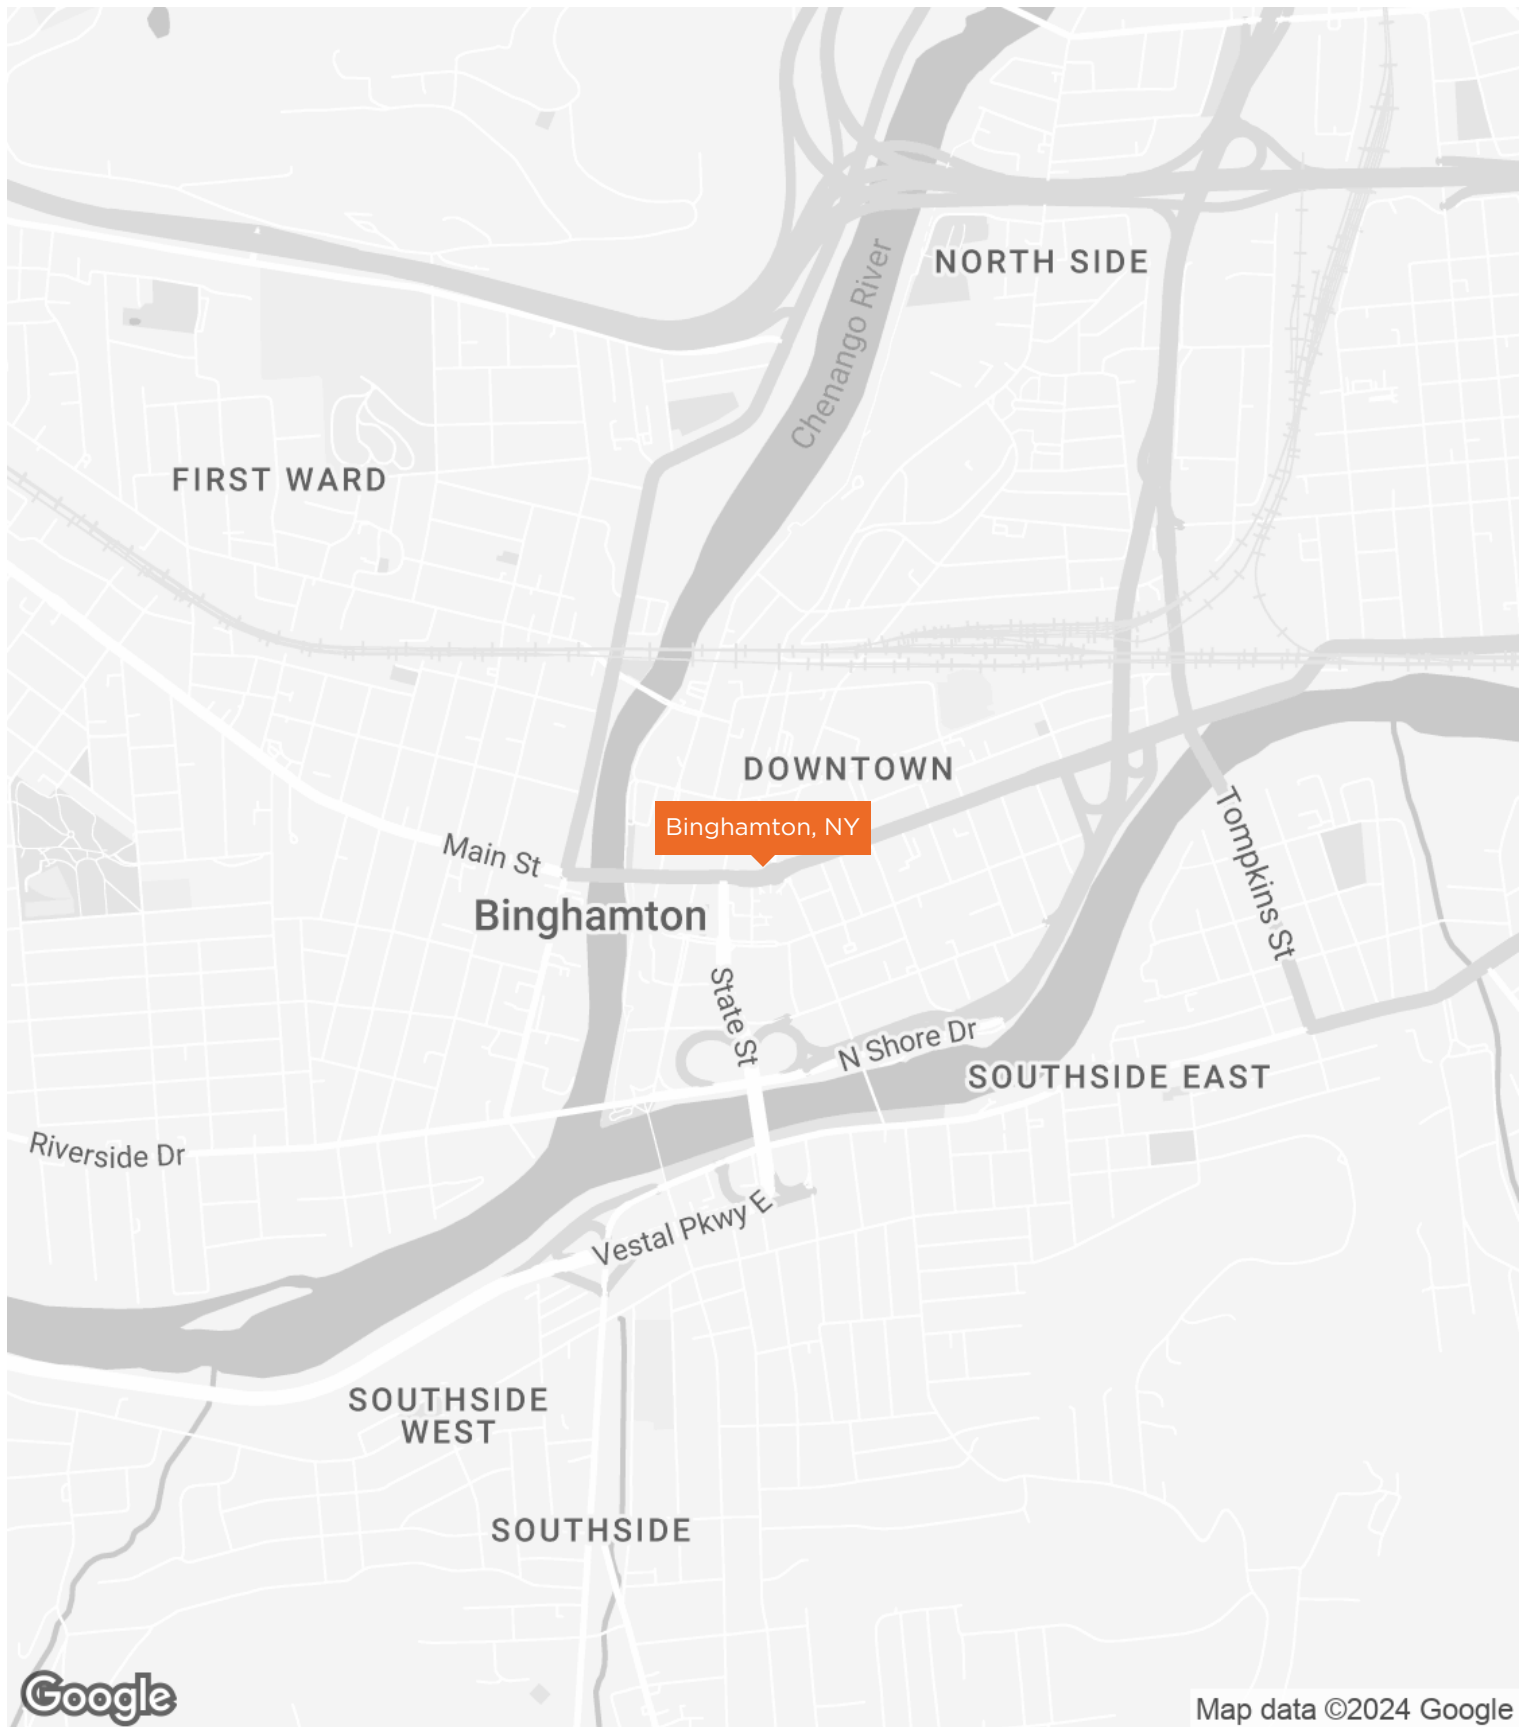 NORTH SIDE
Chenango River
FIRST WARD
DOWNTOWN
Binghamton, NY
Main St
Tompkins St
Binghamton
State St
N Shore Dr
SOUTHSIDE EAST
Riverside Dr
Vestal Pkwy E
SOUTHSIDE
WEST
SOUTHSIDE
Google
Map data ©2024 Google